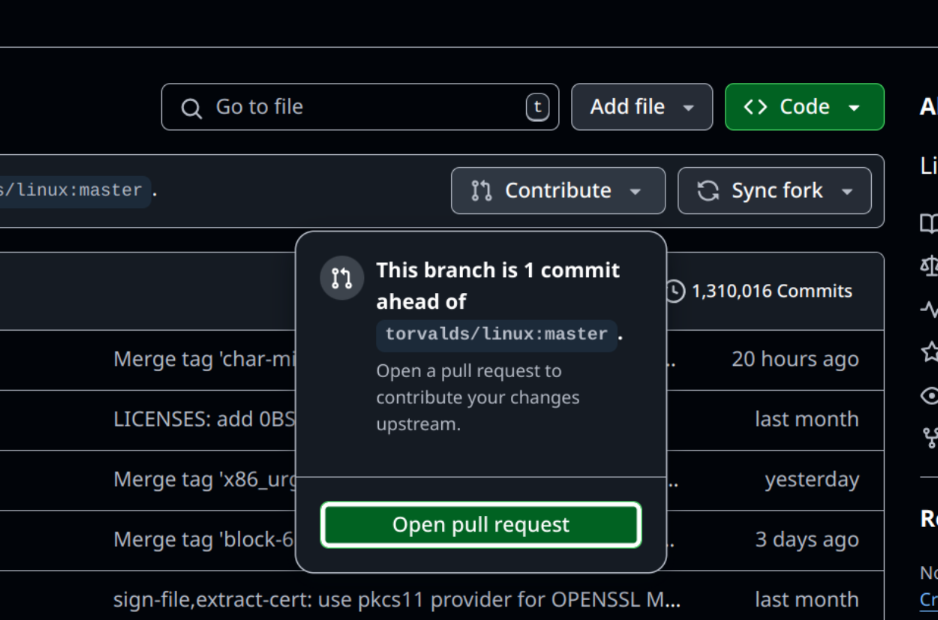 Go to file t Add file Code
s/linux:master . Contribute Sync fork
This branch is 1 commit
ahead of
torvalds/linux:master .
Open a pull request to
contribute your changes
upstream.
Open pull request
1,310,016 Commits
Merge tag 'char-mi .. 20 hours ago
LICENSES: add 0BS last month
Merge tag 'x86_urg .. yesterday
Merge tag 'block-6 . 3 days ago
sign-file,extract-cert: use pkcs11 provider for OPENSSL M... last month
Li
Re
No
Cr